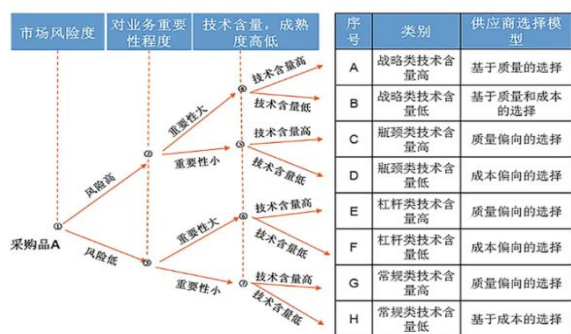 市场风险度
对业务重要
性程度
技术含量，成熟
度高低
序
号
类别
供应商选择模
型
A
战略类技术含
量高
基于质量的选择
B
战略类技术含
量低
基于质量和成本
的选择
C
瓶颈类技术含
量高
质量偏向的选择
D
瓶颈类技术含
量低
成本偏向的选择
E
杠杆类技术含
量高
质量偏向的选择
F
杠杆类技术含
量低
成本偏向的选择
G
常规类技术含
量高
质量偏向的选择
H
常规类技术含
量低
基于成本的选择
①
采购品A
风险高
风险低
②
③
重要性大
重要性小
重要性大
重要性小
④
技术含量高
技术含量低
⑤
技术含量高
技术含量低
⑥
技术含量高
技术含量低
⑦
技术含量高
技术含量低